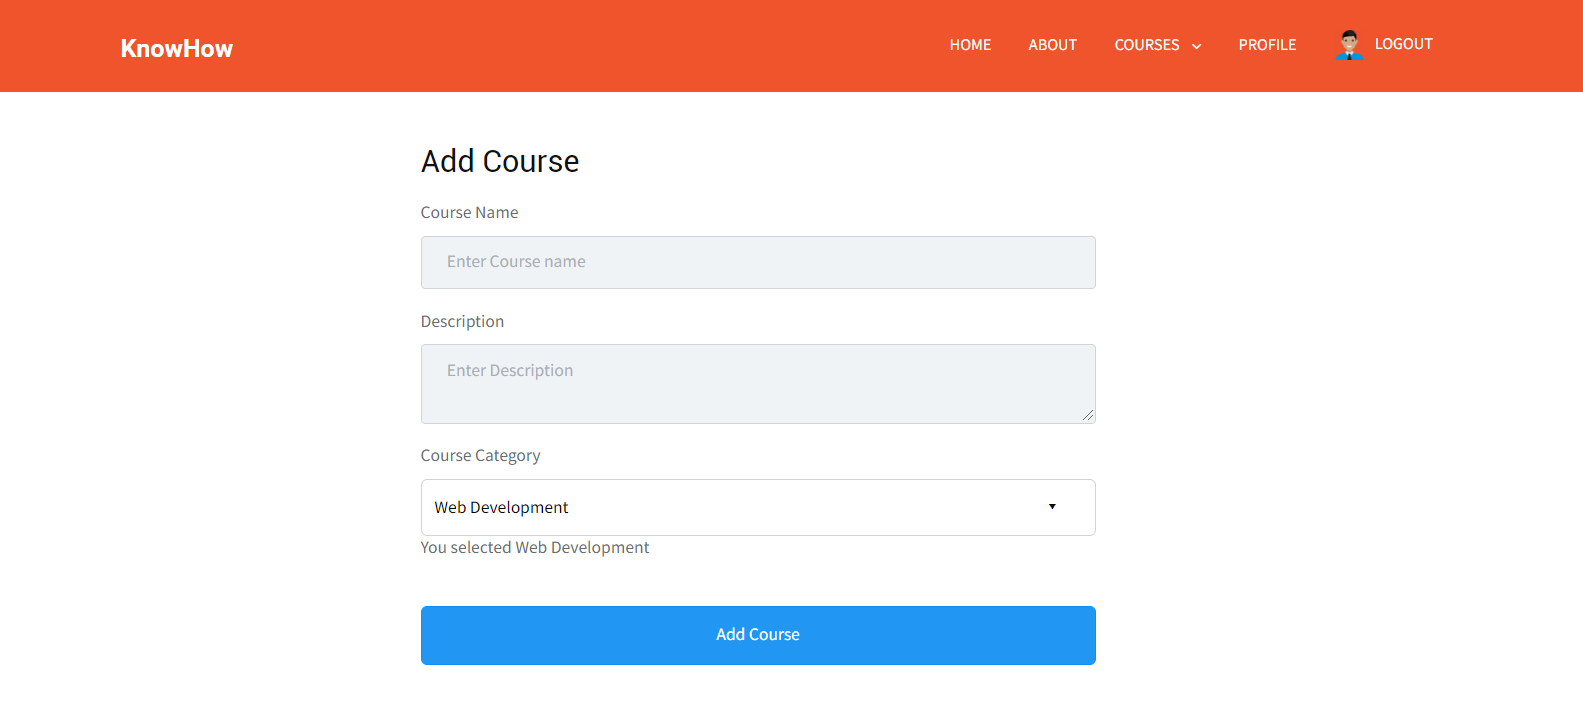 KnowHow HOME ABOUT COURSES PROFILE LOGOUT
Add Course
Course Name
Enter Course name
Description
Enter Description
Course Category
Web Development
You selected Web Development
Add Course